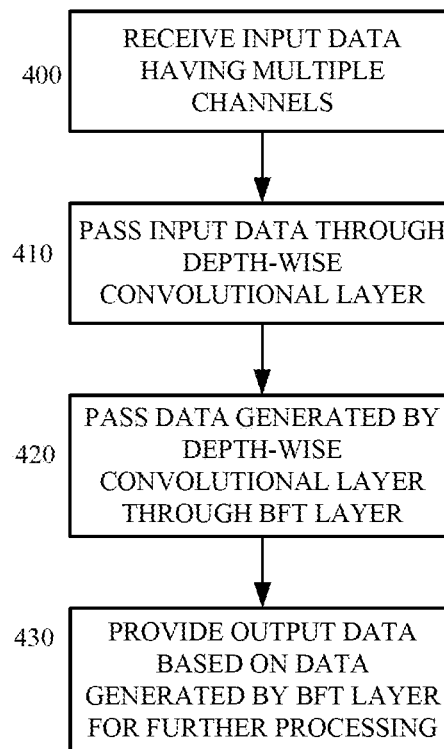 400
RECEIVE INPUT DATA
HAVING MULTIPLE
CHANNELS
410
PASS INPUT DATA THROUGH
DEPTH-WISE
CONVOLUTIONAL LAYER
420
PASS DATA GENERATED BY
DEPTH-WISE
CONVOLUTIONAL LAYER
THROUGH BFT LAYER
430
PROVIDE OUTPUT DATA
BASED ON DATA
GENERATED BY BFT LAYER
FOR FURTHER PROCESSING